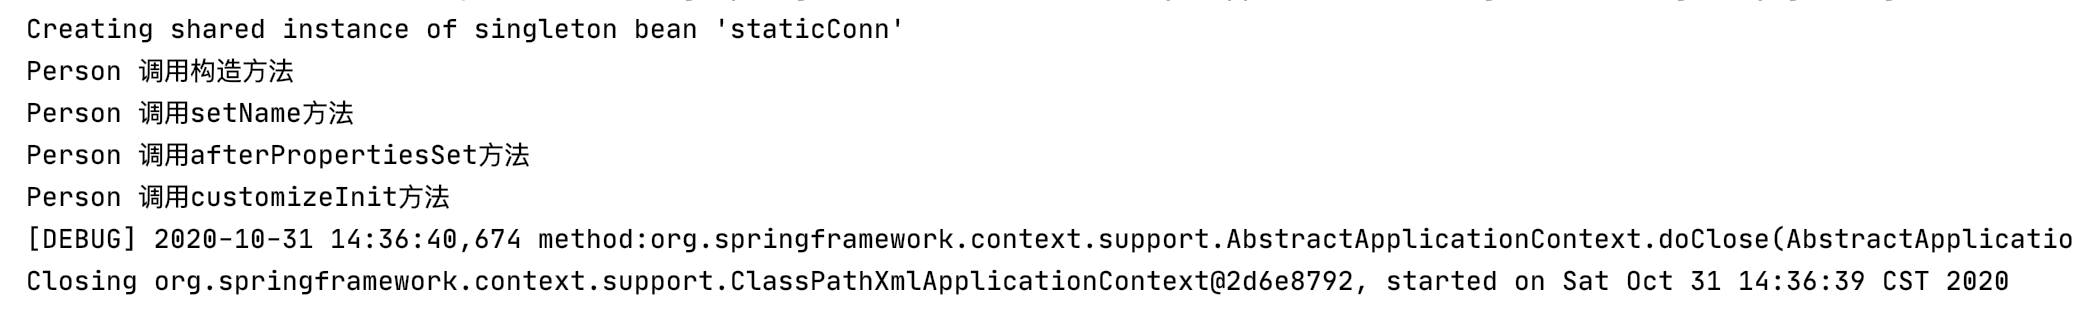 Creating shared instance of singleton bean 'staticConn'
Person 调用构造方法
Person 调用setName方法
Person 调用afterPropertiesSet方法
Person 调用customizeInit方法
[DEBUG] 2020-10-31 14:36:40,674 method:org.springframework.context.support.AbstractApplicationContext.doClose(AbstractApplicatio
Closing org.springframework.context.support.ClassPathXmlApplicationContext@2d6e8792, started on Sat Oct 31 14:36:39 CST 2020